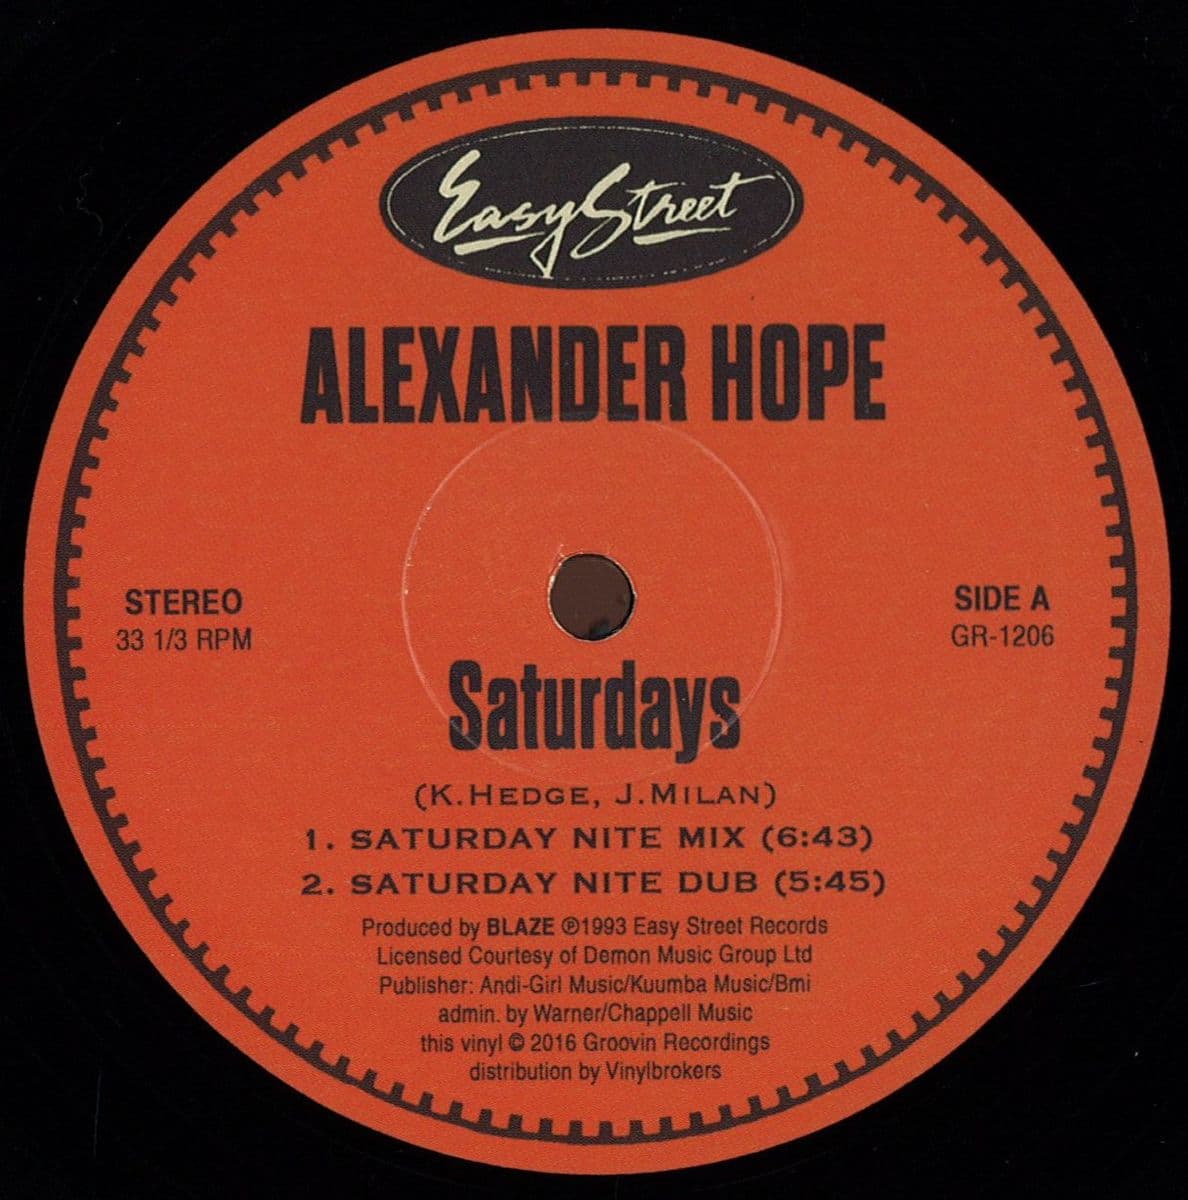 Easy Street
ALEXANDER HOPE
STEREO
33 1/3 RPM
SIDE A
GR-1206
Saturdays
(K.HEDGE, J.MILAN)
1. SATURDAY NITE MIX (6:43)
2. SATURDAY NITE DUB (5:45)
Produced by BLAZE ℗1993 Easy Street Records
Licensed Courtesy of Demon Music Group Ltd
Publisher: Andi-Girl Music/Kuumba Music/Bmi
admin. by Warner/Chappell Music
this vinyl © 2016 Groovin Recordings
distribution by Vinylbrokers